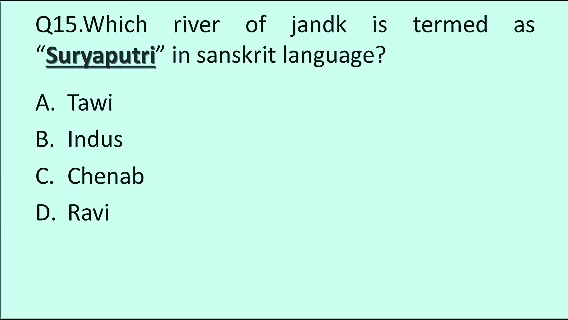 Q15.Which river of jandk is termed as
“Suryaputri” in sanskrit language?
A. Tawi
B. Indus
C. Chenab
D. Ravi